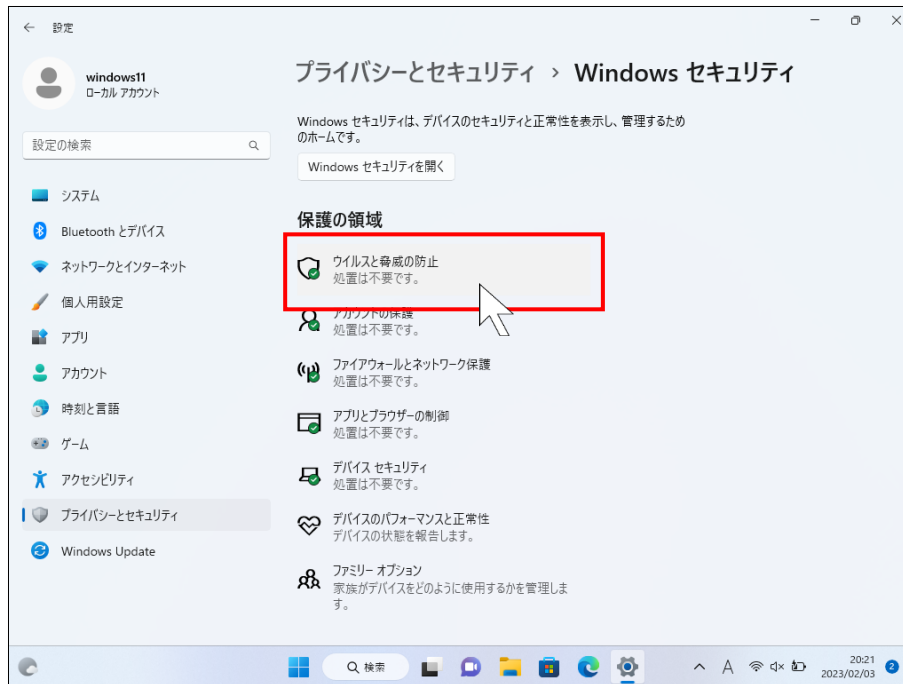 設定
windows11
ローカル アカウント
設定の検索
システム
Bluetooth とデバイス
ネットワークとインターネット
個人用設定
アプリ
アカウント
時刻と言語
ゲーム
アクセシビリティ
プライバシーとセキュリティ
Windows Update
プライバシーとセキュリティ › Windows セキュリティ
Windows セキュリティは、デバイスのセキュリティと正常性を表示し、管理するため
のホームです。
Windows セキュリティを開く
保護の領域
ウイルスと脅威の防止
処置は不要です。
アカウントの保護
処置は不要です。
ファイアウォールとネットワーク保護
処置は不要です。
アプリとブラウザーの制御
処置は不要です。
デバイス セキュリティ
処置は不要です。
デバイスのパフォーマンスと正常性
デバイスの状態を報告します。
ファミリー オプション
家族がデバイスをどのように使用するかを管理しま
す。
検索
A
20:21
2023/02/03
2